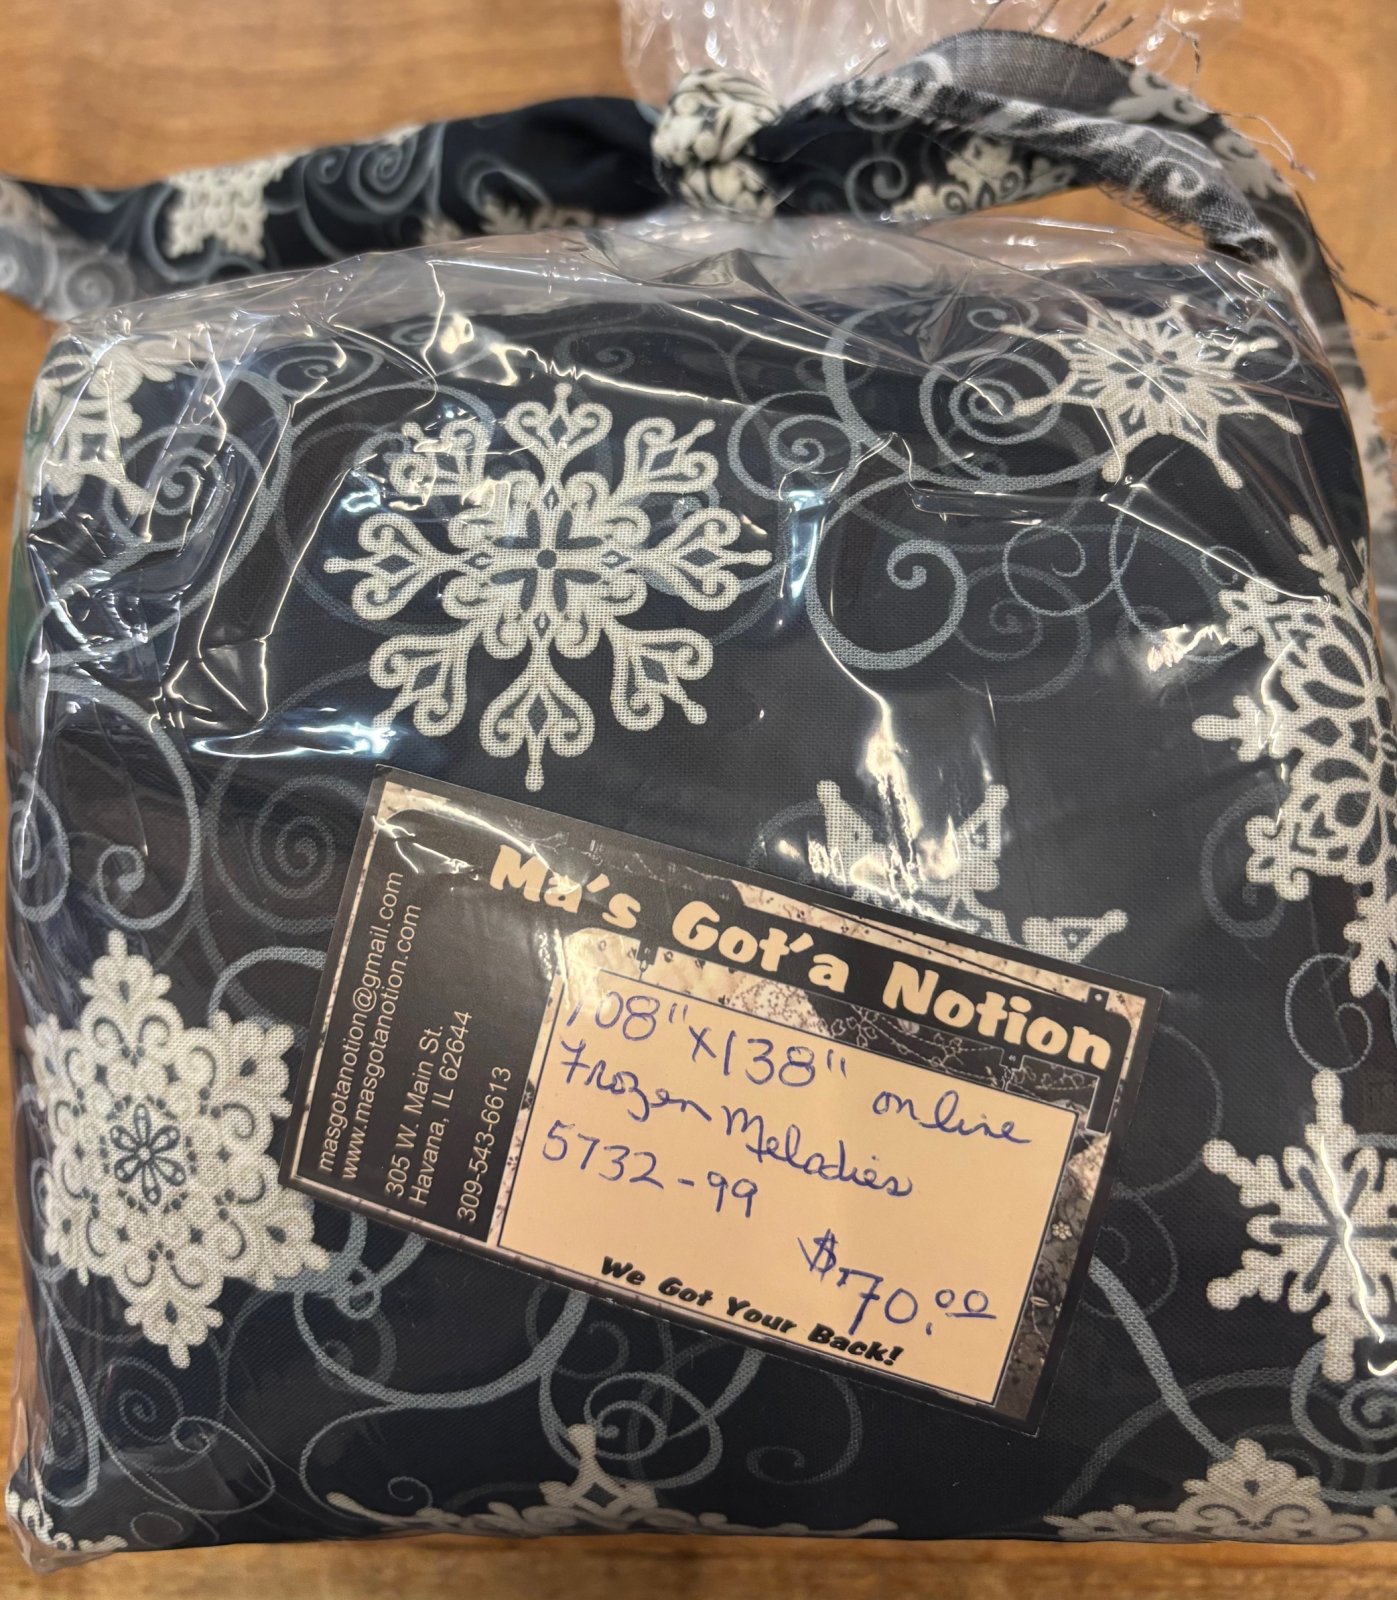 Ma's Got'a Notion
masgotanotion@gmail.com
www.masgotanotion.com
305 W. Main St.
Havana, IL 62644
309-543-6613
108" x 138" online
Frozen Melodies
5732-99
$70.00
We Got Your Back!